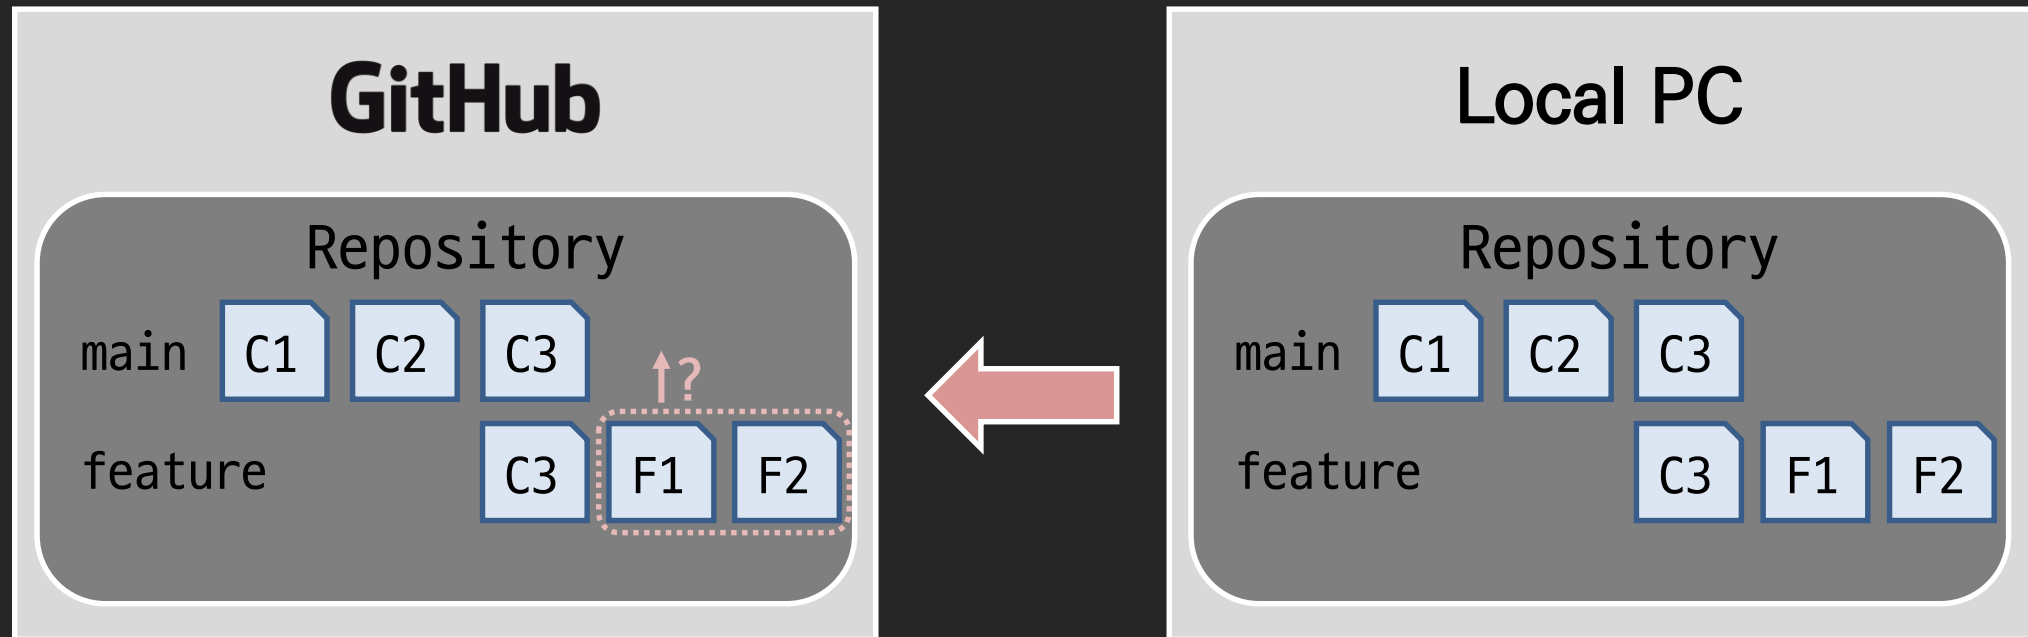 GitHub
Repository
main C1 C2 C3
?
feature C3 F1 F2
Local PC
Repository
main C1 C2 C3
feature C3 F1 F2